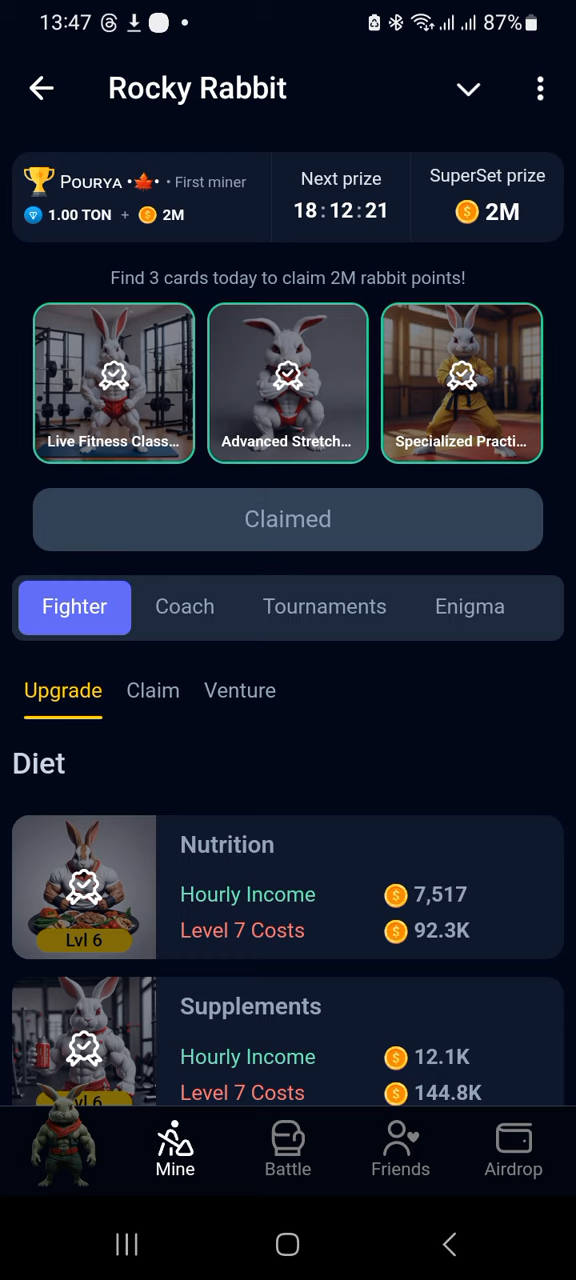 13:47 87%
Rocky Rabbit
Pourya • • First miner
1.00 TON + 2M
Next prize
18:12:21
SuperSet prize
2M
Find 3 cards today to claim 2M rabbit points!
Live Fitness Class...
Advanced Stretch...
Specialized Practi...
Claimed
Fighter Coach Tournaments Enigma
Upgrade Claim Venture
Diet
Nutrition
Hourly Income 7,517
Level 7 Costs 92.3K
Lvl 6
Supplements
Hourly Income 12.1K
Level 7 Costs 144.8K
Lvl 6
Mine Battle Friends Airdrop